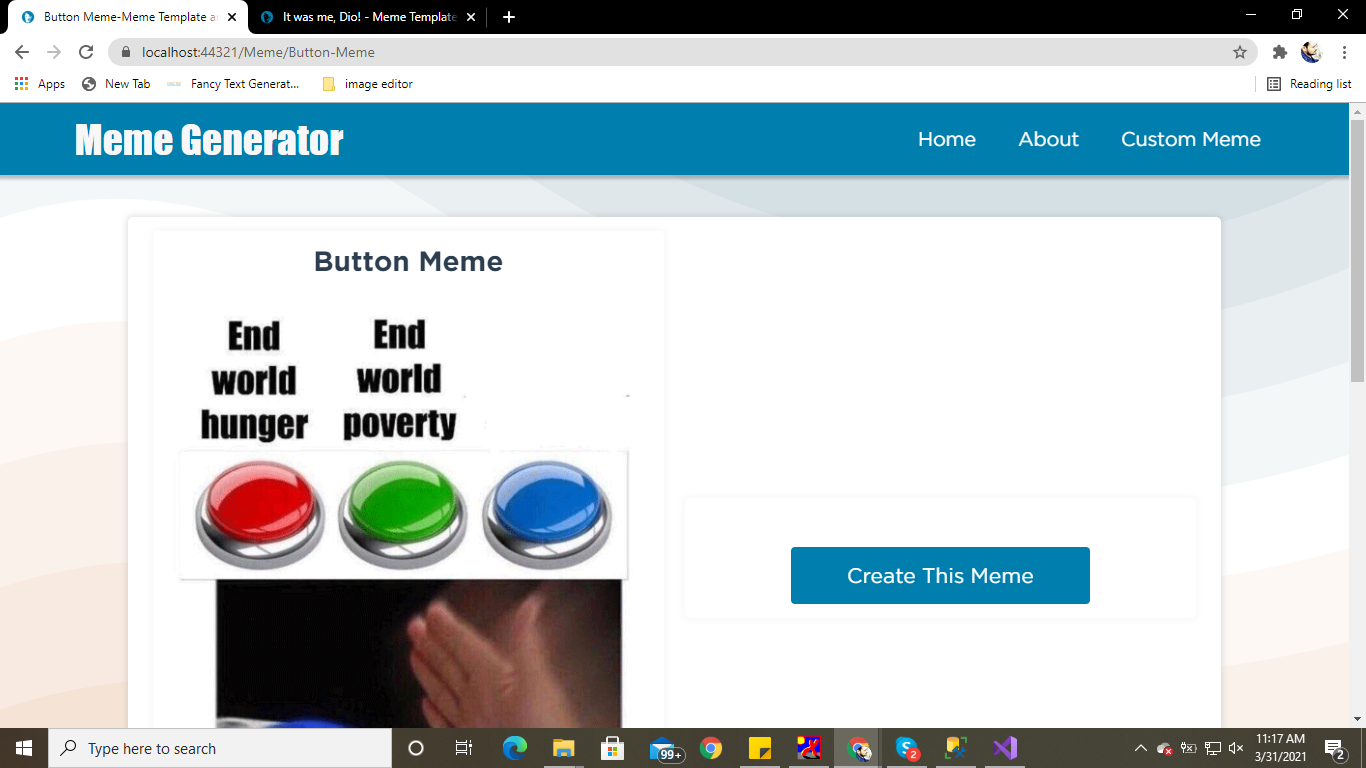 Button Meme-Meme Template a
It was me, Dio! - Meme Template
localhost:44321/Meme/Button-Meme
Apps
New Tab
Fancy Text Generat...
image editor
Reading list
Meme Generator
Home
About
Custom Meme
Button Meme
End
world
hunger
End
world
poverty
Create This Meme
Type here to search
99+
2
11:17 AM
3/31/2021
2